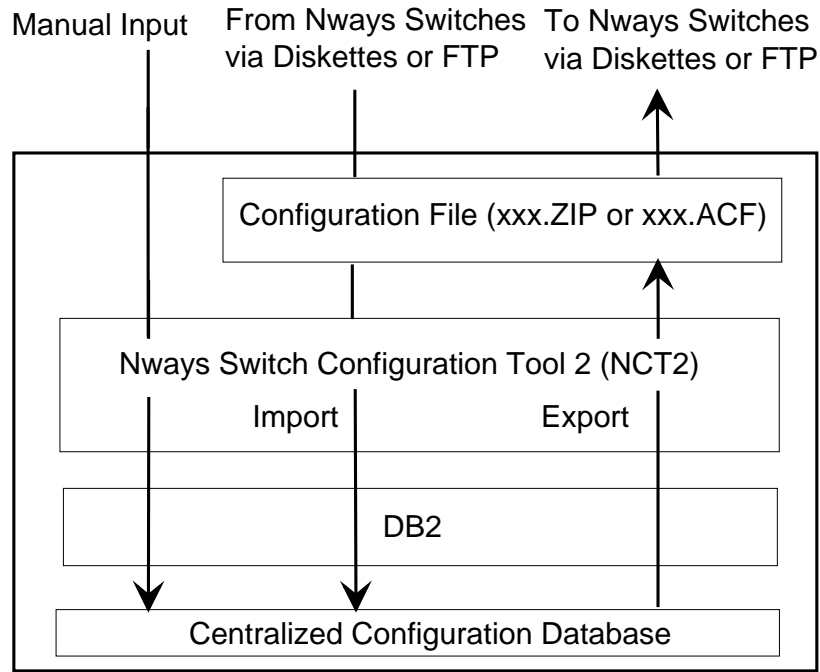 Manual Input
From Nways Switches
via Diskettes or FTP
To Nways Switches
via Diskettes or FTP
Configuration File (xxx.ZIP or xxx.ACF)
Nways Switch Configuration Tool 2 (NCT2)
Import
Export
DB2
Centralized Configuration Database